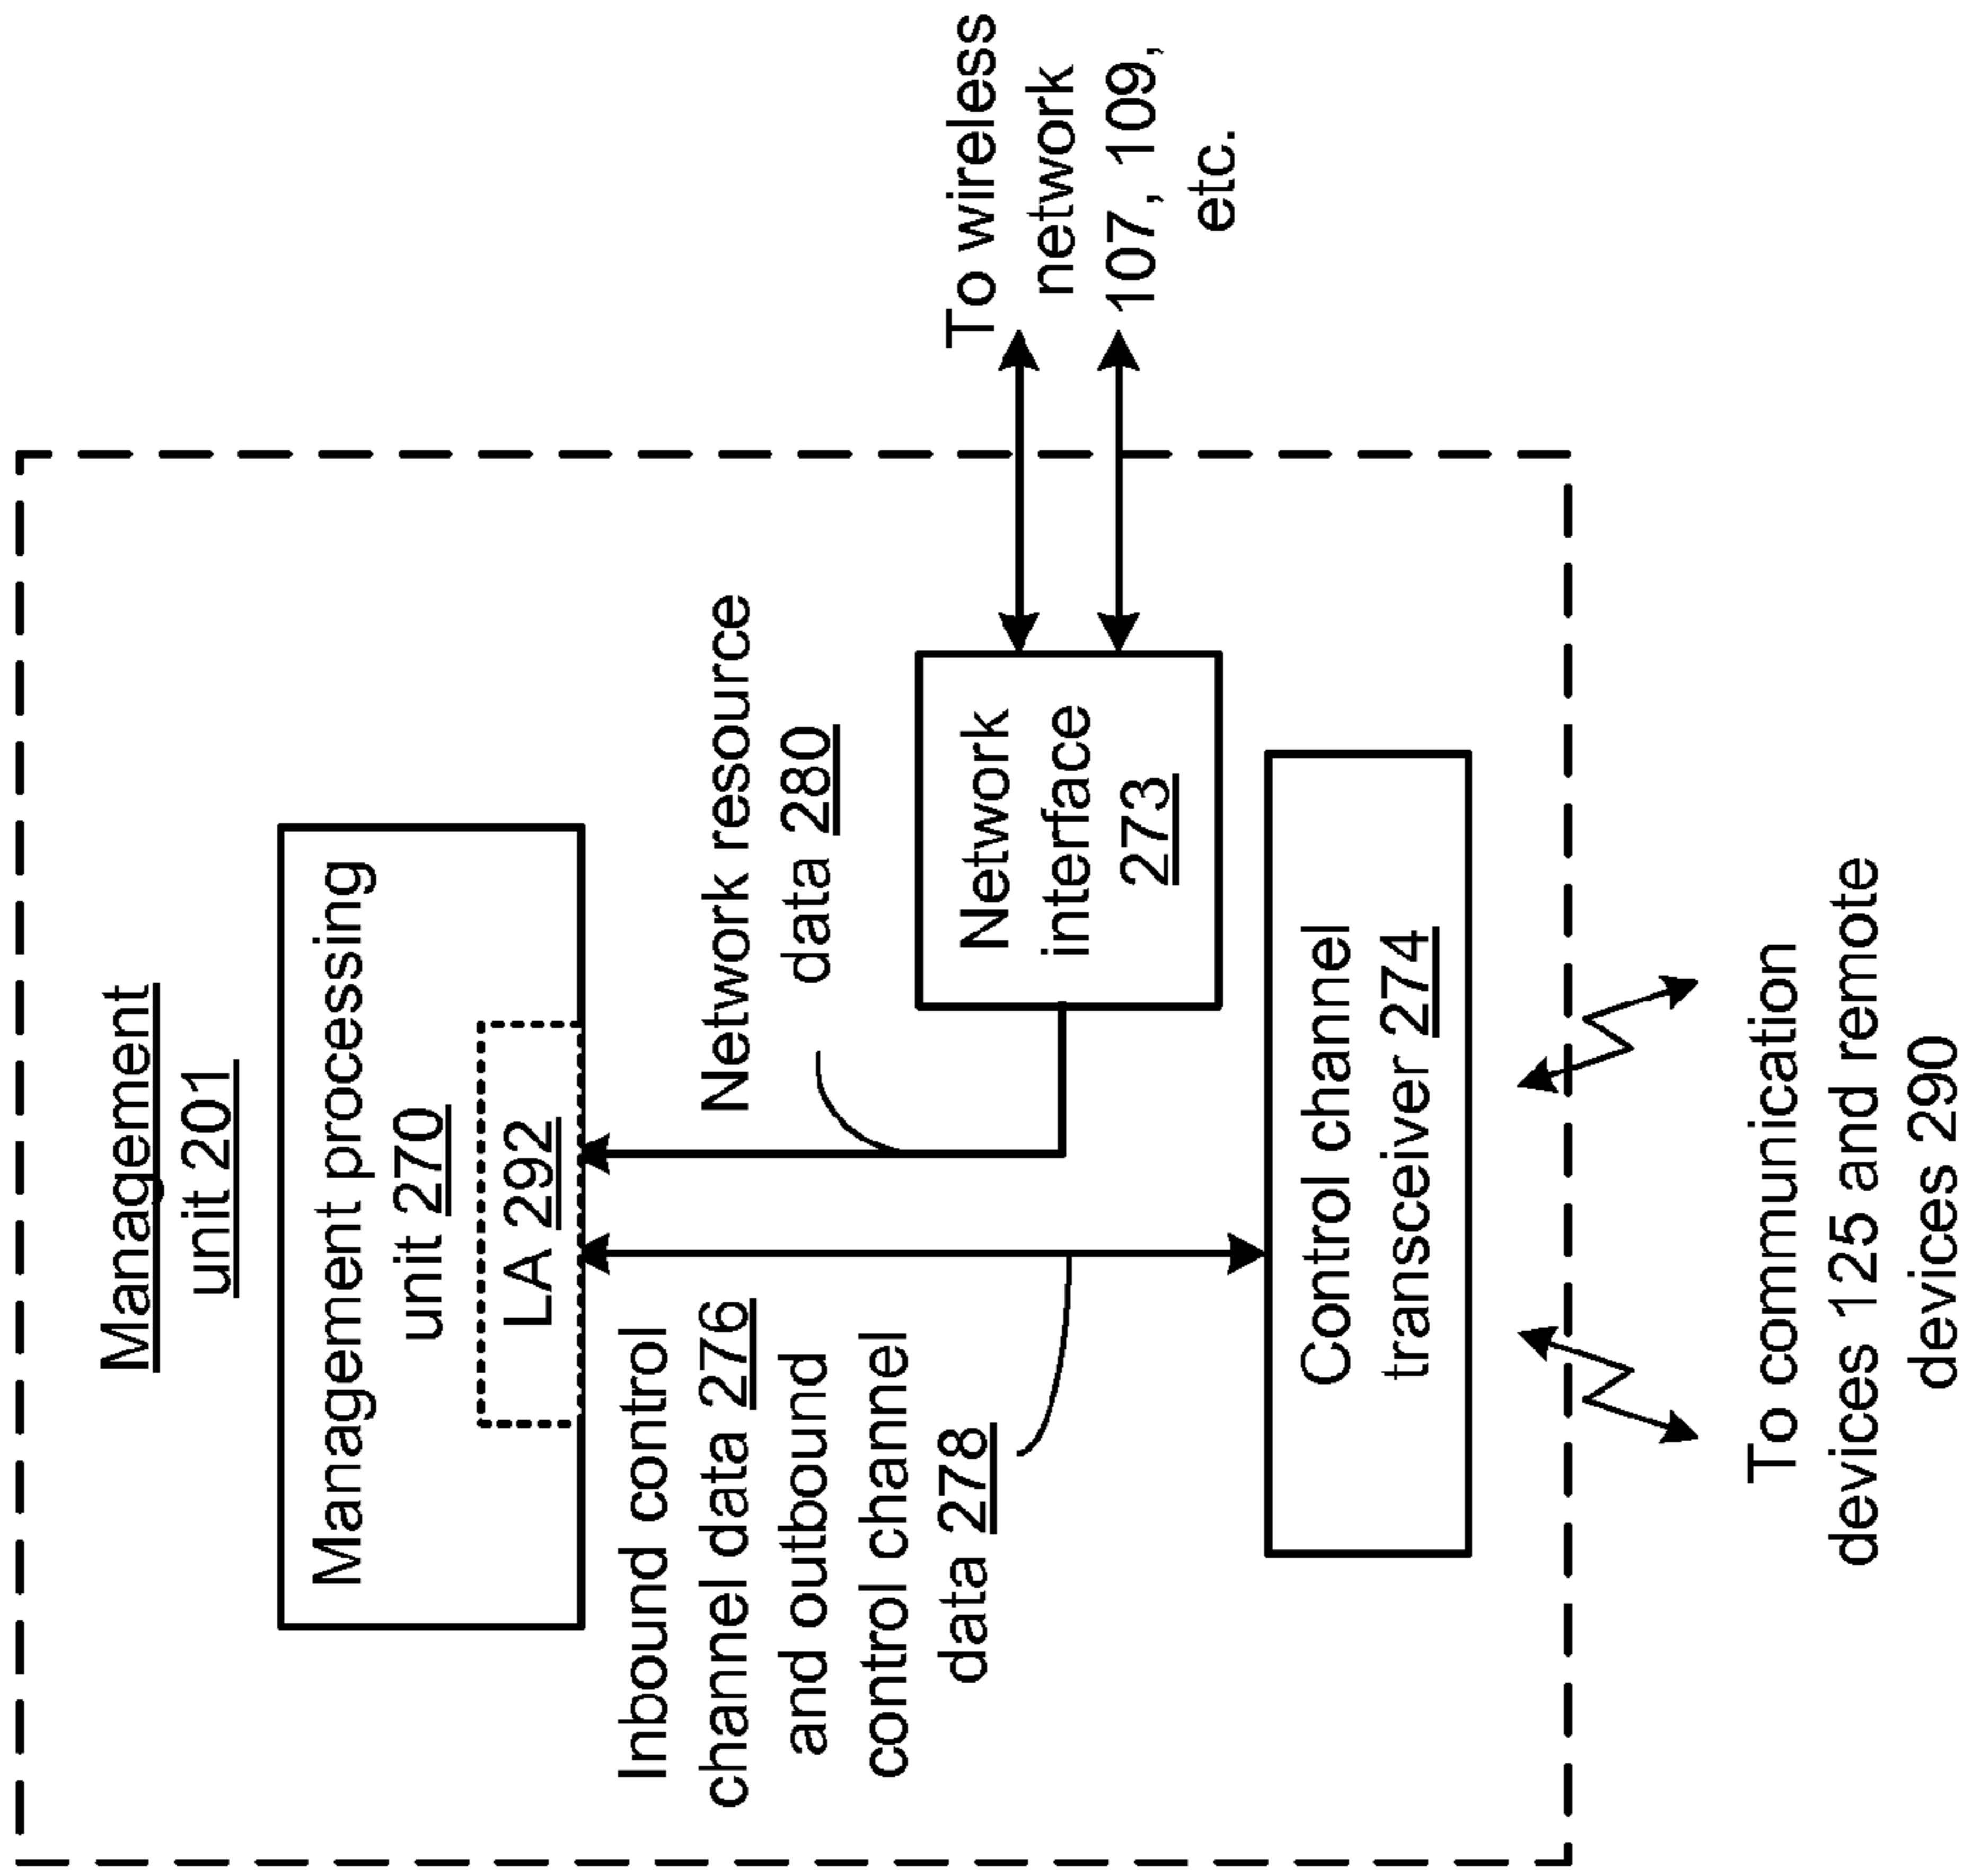 Management
unit 201
Management processing
unit 270
LA 292
Inbound control
channel data 276
and outbound
control channel
data 278
Network resource
data 280
Network
interface
273
To wireless
network
107, 109,
etc.
Control channel
transceiver 274
To communication
devices 125 and remote
devices 290